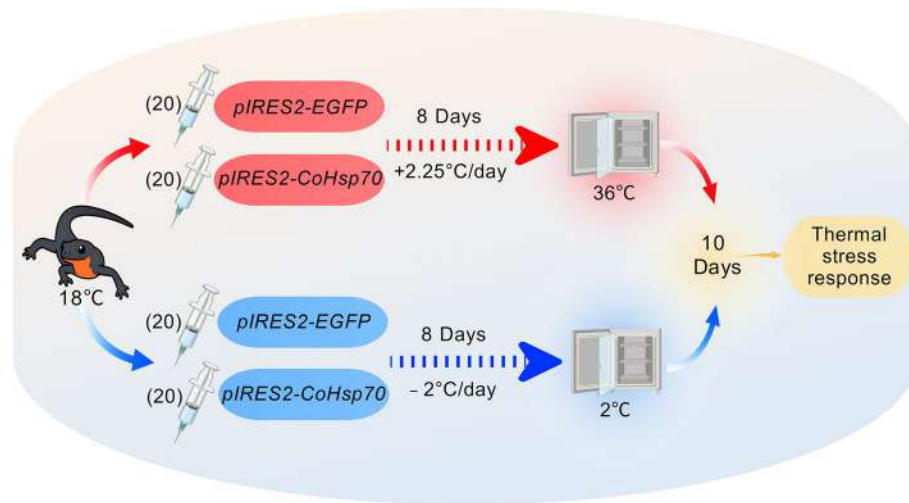 (20)
pIRES2-EGFP
(20)
pIRES2-CoHsp70
8 Days
+2.25°C/day
36℃
18℃
10
Days
Thermal
stress
response
(20)
pIRES2-EGFP
(20)
pIRES2-CoHsp70
8 Days
– 2°C/day
2℃